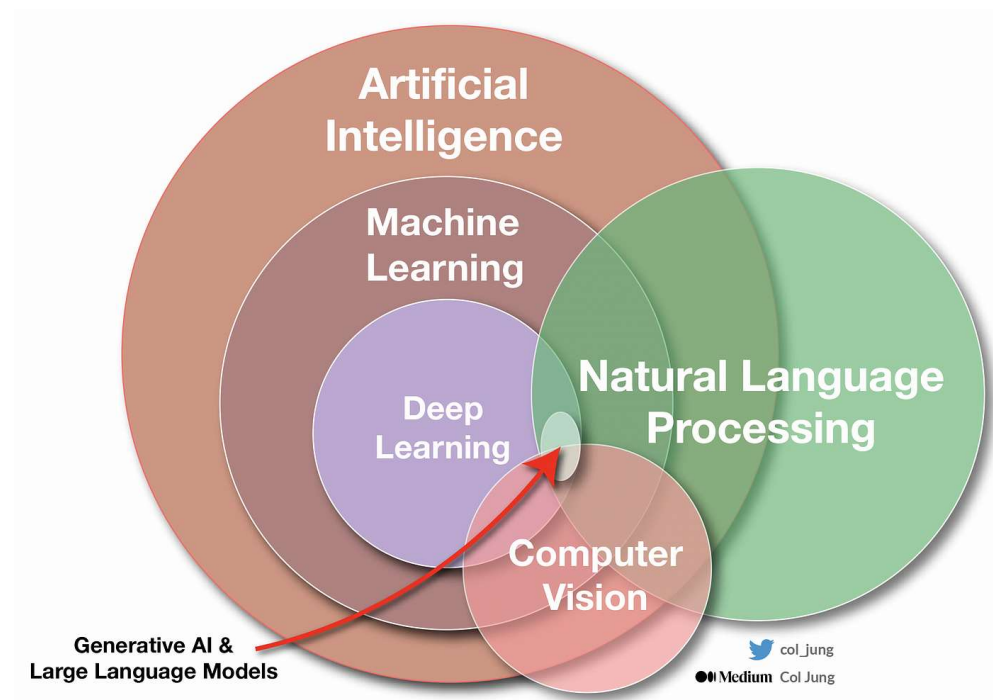 Artificial
Intelligence
Machine
Learning
Deep
Learning
Natural Language
Processing
Computer
Vision
Generative AI &
Large Language Models
col_jung
Medium Col Jung